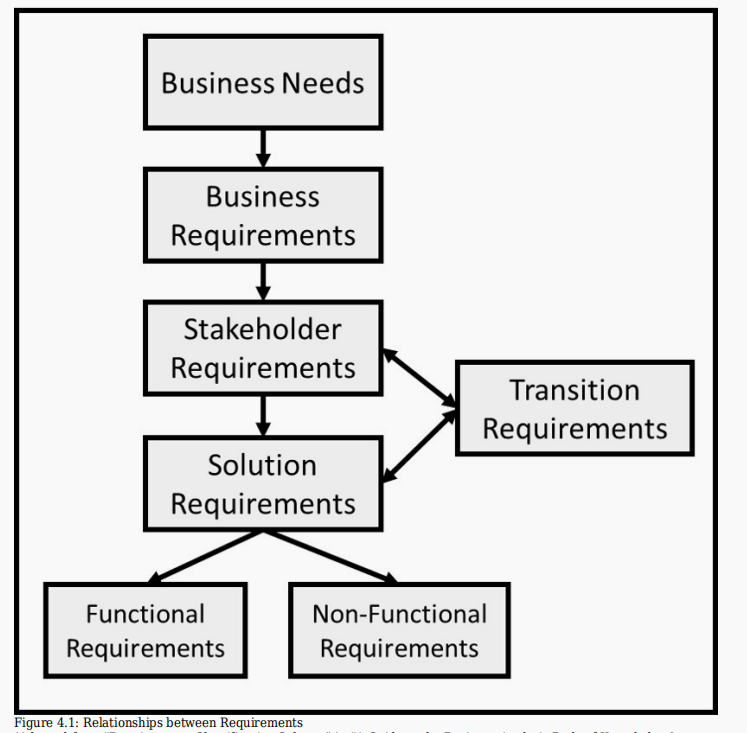 Business Needs
Business
Requirements
Stakeholder
Requirements
Transition
Requirements
Solution
Requirements
Functional
Requirements
Non-Functional
Requirements
Figure 4.1: Relationships between Requirements